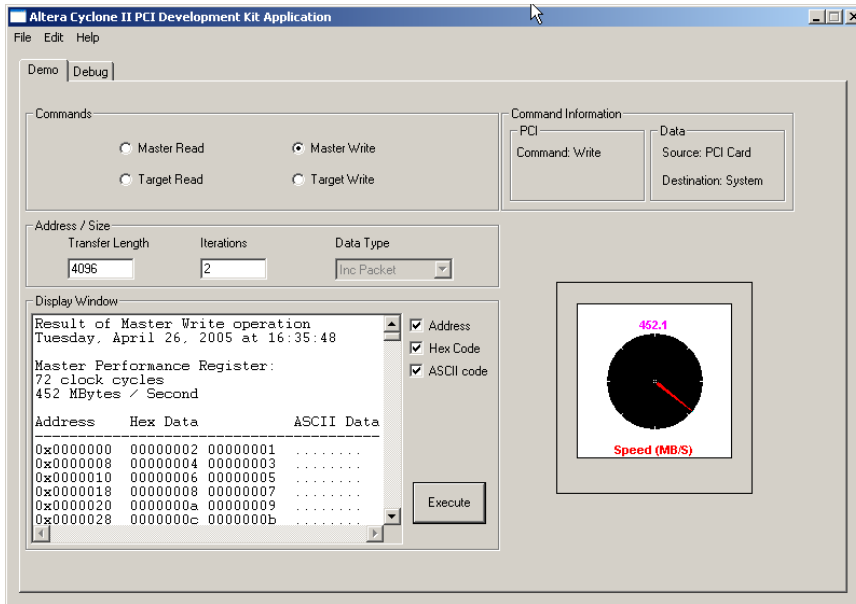 Altera Cyclone II PCI Development Kit Application
File Edit Help
Demo Debug
Commands
Master Read Master Write
Target Read Target Write
Command Information
PCI
Command: Write
Data
Source: PCI Card
Destination: System
Address / Size
Transfer Length Iterations Data Type
4096 2 Inc Packet
Display Window
Result of Master Write operation
Tuesday, April 26, 2005 at 16:35:48
Master Performance Register:
72 clock cycles
452 MBytes / Second
Address Hex Data ASCII Data
-----------------------------------------
0x0000000 00000002 00000001 ........
0x0000008 00000004 00000003 ........
0x0000010 00000006 00000005 ........
0x0000018 00000008 00000007 ........
0x0000020 0000000a 00000009 ........
0x0000028 0000000c 0000000b ........
Address
Hex Code
ASCII code
Execute
452.1
Speed (MB/S)